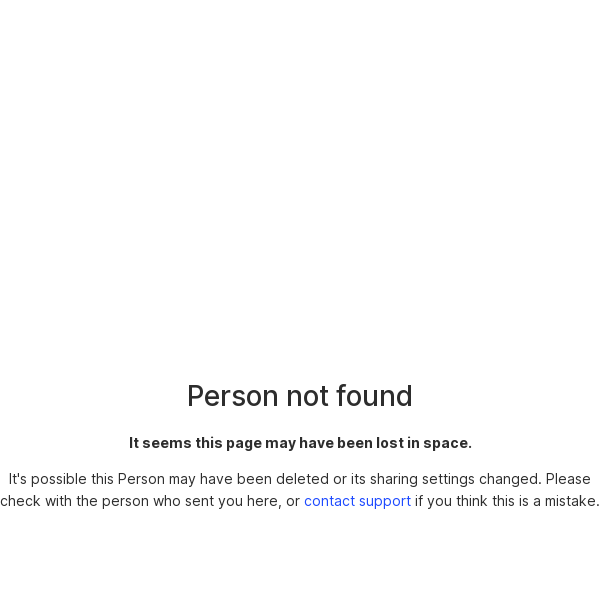 Person not found
It seems this page may have been lost in space.
It's possible this Person may have been deleted or its sharing settings changed. Please
check with the person who sent you here, or contact support if you think this is a mistake.